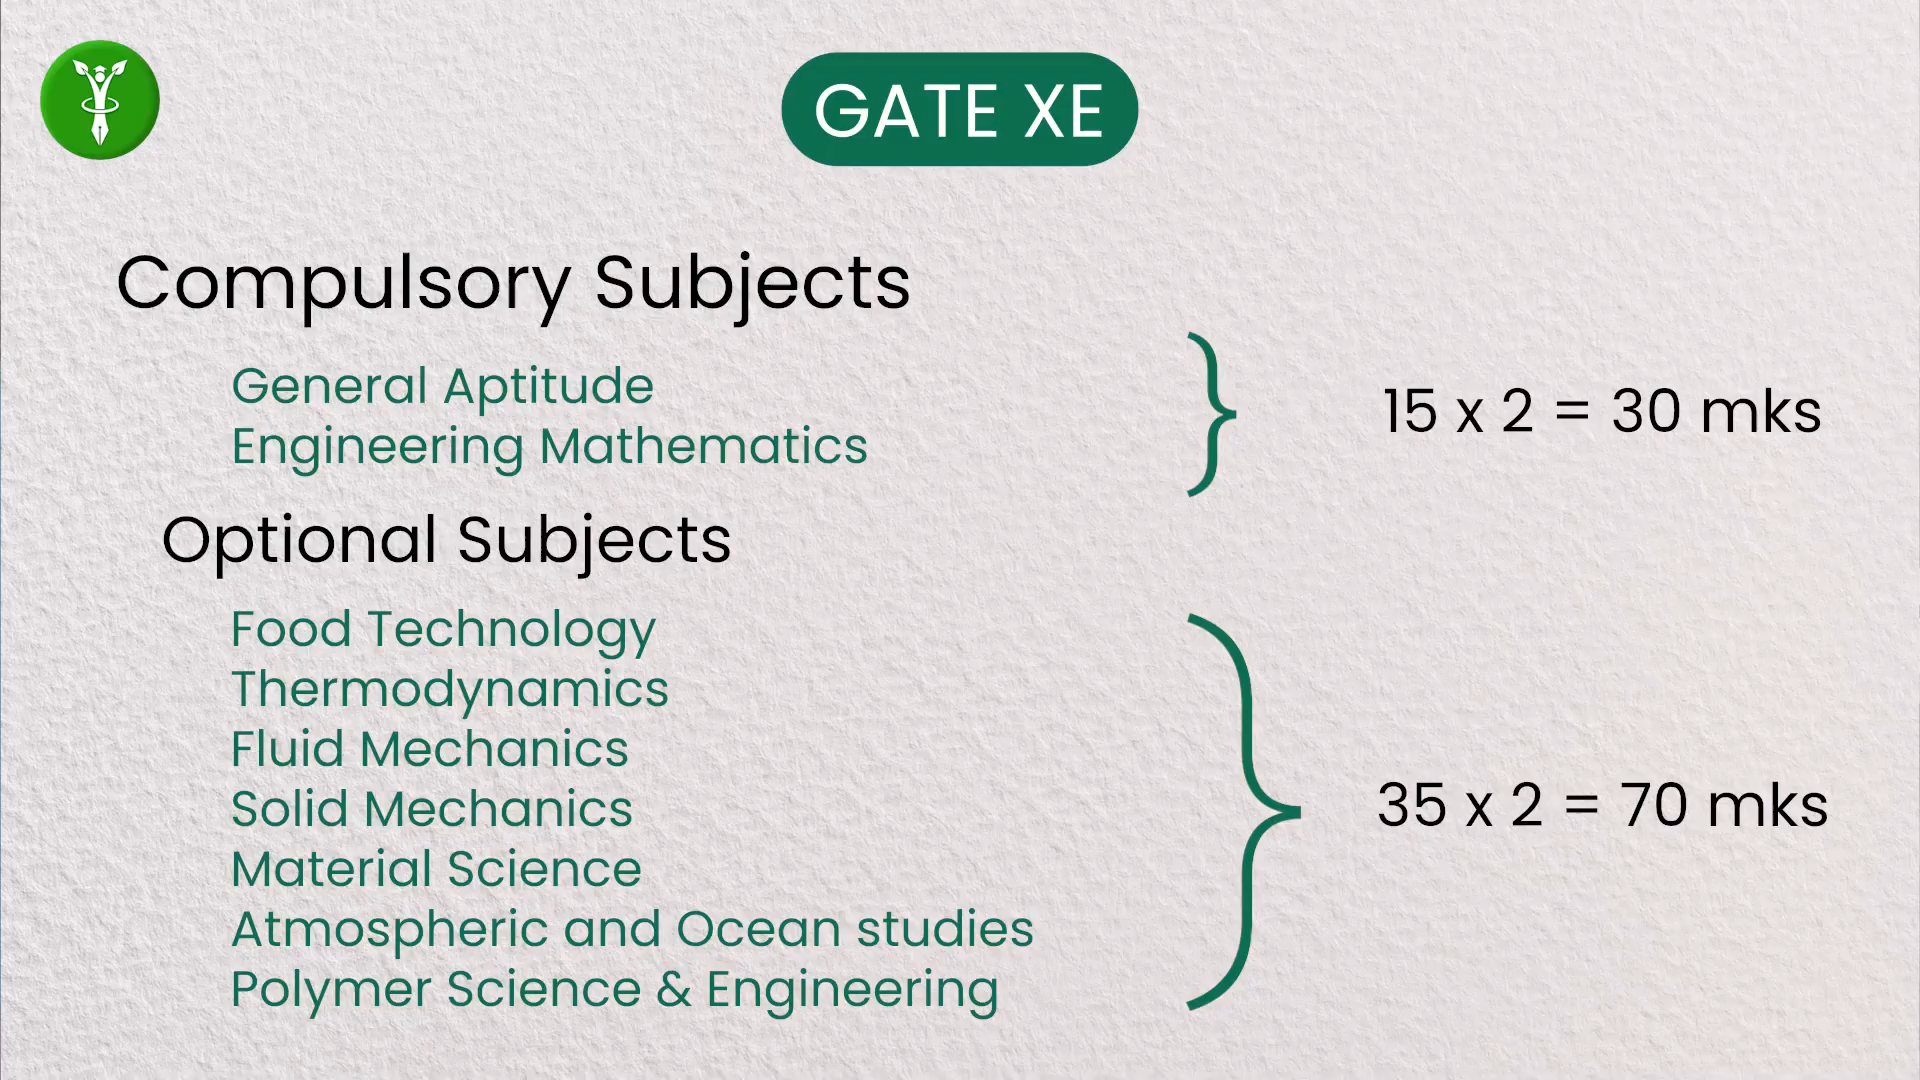 GATE XE
Compulsory Subjects
General Aptitude
Engineering Mathematics
15 x 2 = 30 mks
Optional Subjects
Food Technology
Thermodynamics
Fluid Mechanics
Solid Mechanics
Material Science
Atmospheric and Ocean studies
Polymer Science & Engineering
35 x 2 = 70 mks